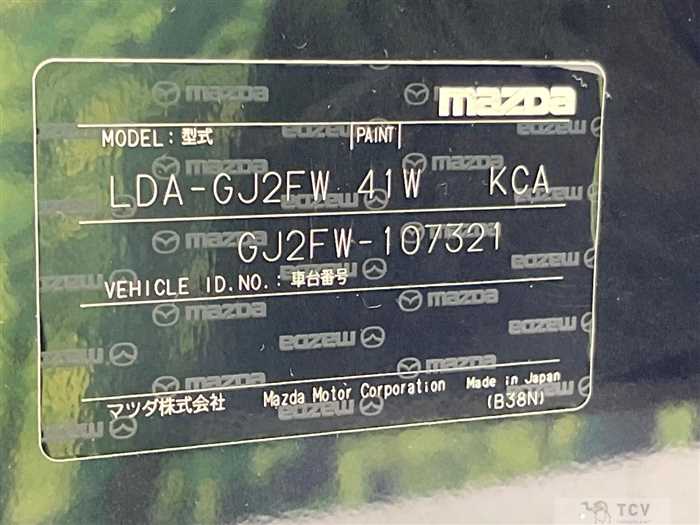 mazda
MODEL: 型式 PAINT
LDA-GJ2FW 41W KCA
GJ2FW-107321
VEHICLE ID.NO.: 車台番号
マツダ株式会社 Mazda Motor Corporation Made in Japan
(B38N)
TCV